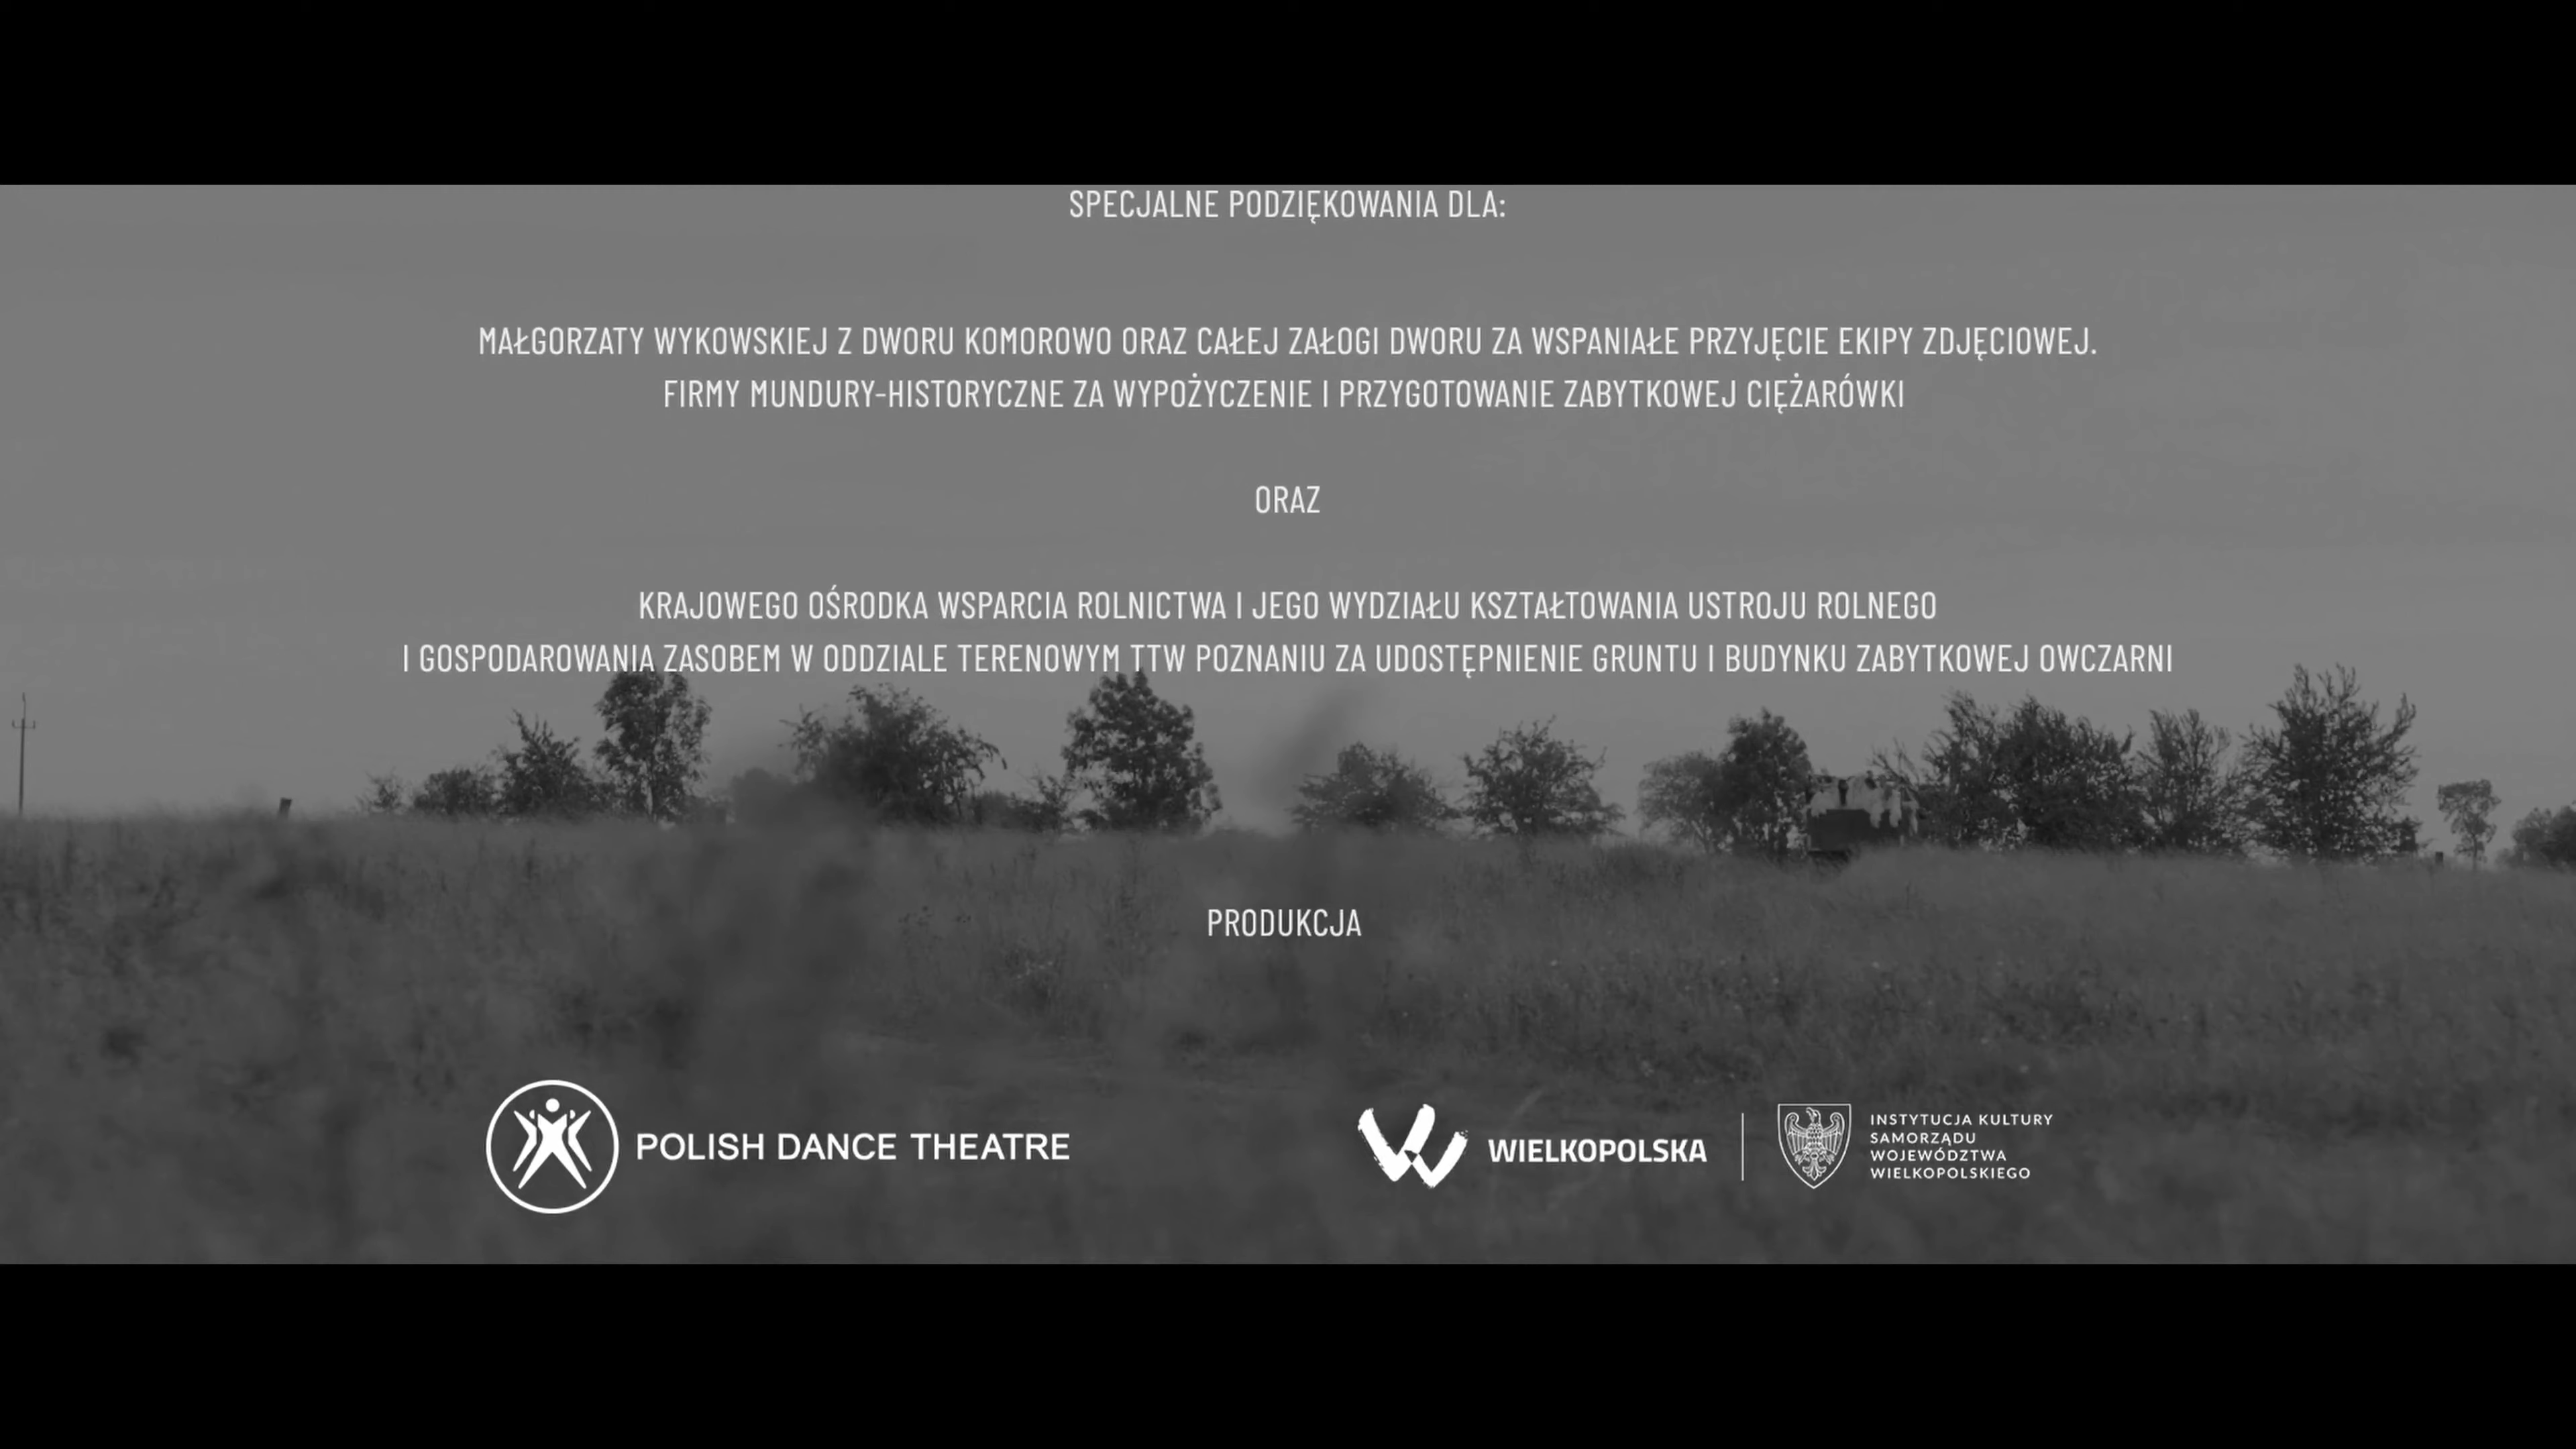 SPECJALNE PODZIĘKOWANIA DLA:
MAŁGORZATY WYKOWSKIEJ Z DWORU KOMOROWO ORAZ CAŁEJ ZAŁOGI DWORU ZA WSPANIAŁE PRZYJĘCIE EKIPY ZDJĘCIOWEJ.
FIRMY MUNDURY-HISTORYCZNE ZA WYPOŻYCZENIE I PRZYGOTOWANIE ZABYTKOWEJ CIĘŻARÓWKI
ORAZ
KRAJOWEGO OŚRODKA WSPARCIA ROLNICTWA I JEGO WYDZIAŁU KSZTAŁTOWANIA USTROJU ROLNEGO
I GOSPODAROWANIA ZASOBEM W ODDZIALE TERENOWYM TTW POZNANIU ZA UDOSTĘPNIENIE GRUNTU I BUDYNKU ZABYTKOWEJ OWCZARNI
PRODUKCJA
POLISH DANCE THEATRE
WIELKOPOLSKA
INSTYTUCJA KULTURY
SAMORZĄDU
WOJEWÓDZTWA
WIELKOPOLSKIEGO